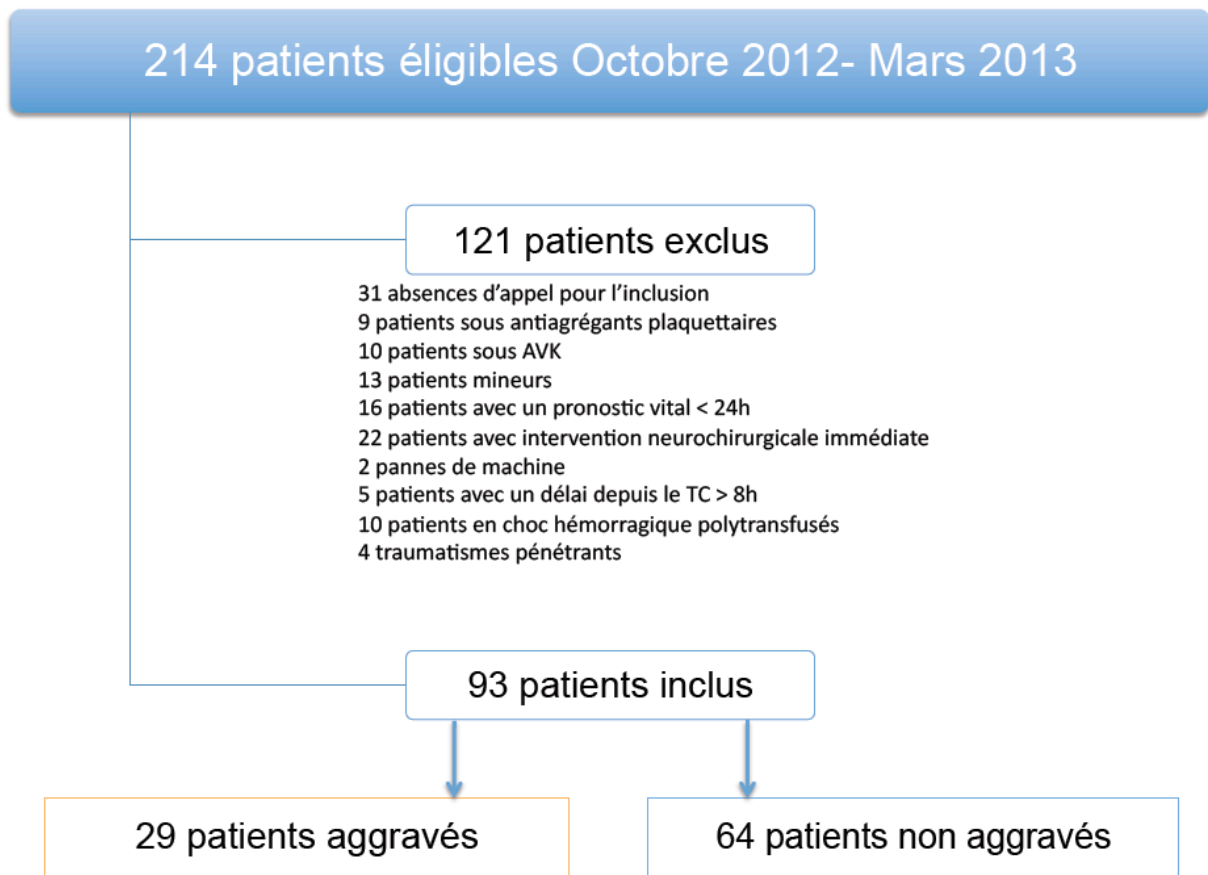 214 patients éligibles Octobre 2012- Mars 2013
121 patients exclus
31 absences d'appel pour l'inclusion
9 patients sous antiagrégants plaquettaires
10 patients sous AVK
13 patients mineurs
16 patients avec un pronostic vital < 24h
22 patients avec intervention neurochirurgicale immédiate
2 pannes de machine
5 patients avec un délai depuis le TC > 8h
10 patients en choc hémorragique polytransfusés
4 traumatismes pénétrants
93 patients inclus
29 patients aggravés
64 patients non aggravés